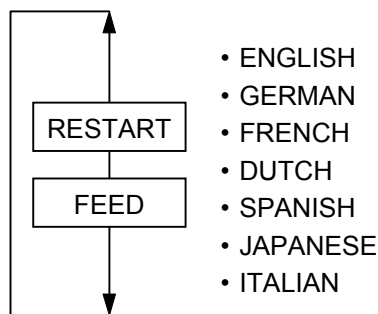 RESTART
FEED
• ENGLISH
• GERMAN
• FRENCH
• DUTCH
• SPANISH
• JAPANESE
• ITALIAN